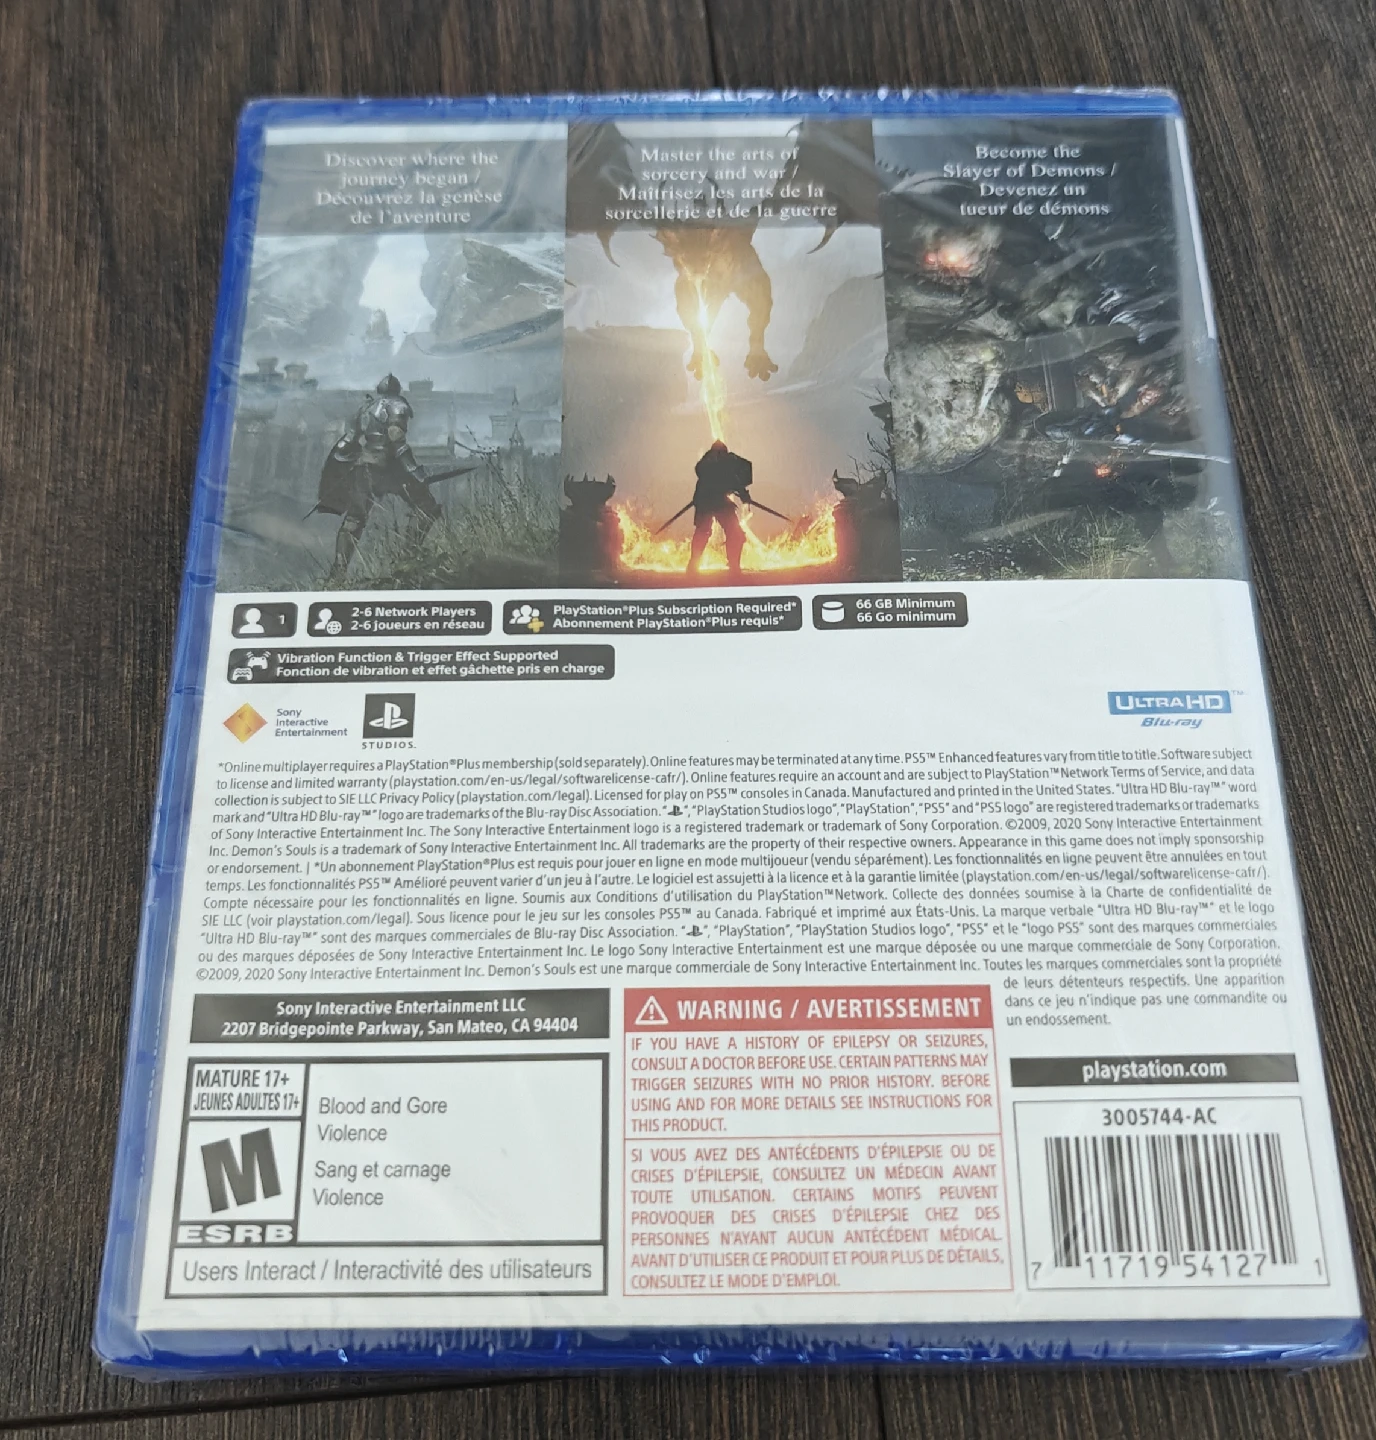 Discover where the
journey began /
Découvrez la genèse
de l'aventure
Master the arts of
sorcery and war /
Maîtrisez les arts de la
sorcellerie et de la guerre
Become the
Slayer of Demons /
Devenez un
tueur de démons
1
2-6 Network Players
2-6 joueurs en réseau
PlayStation®Plus Subscription Required*
Abonnement PlayStation®Plus requis*
66 GB Minimum
66 Go minimum
Vibration Function & Trigger Effect Supported
Fonction de vibration et effet gâchette pris en charge
Sony
Interactive
Entertainment
STUDIOS.
ULTRA HD™
Blu-ray
*Online multiplayer requires a PlayStation®Plus membership (sold separately). Online features may be terminated at any time. PS5™ Enhanced features vary from title to title. Software subject
to license and limited warranty (playstation.com/en-us/legal/softwarelicense-cafr/). Online features require an account and are subject to PlayStation™Network Terms of Service, and data
collection is subject to SIE LLC Privacy Policy (playstation.com/legal). Licensed for play on PS5™ consoles in Canada. Manufactured and printed in the United States. "Ultra HD Blu-ray™" word
mark and "Ultra HD Blu-ray™" logo are trademarks of the Blu-ray Disc Association. "", "PlayStation Studios logo", "PlayStation", "PS5" and "PS5 logo" are registered trademarks or trademarks
of Sony Interactive Entertainment Inc. The Sony Interactive Entertainment logo is a registered trademark or trademark of Sony Corporation. ©2009, 2020 Sony Interactive Entertainment
Inc. Demon's Souls is a trademark of Sony Interactive Entertainment Inc. All trademarks are the property of their respective owners. Appearance in this game does not imply sponsorship
or endorsement. | *Un abonnement PlayStation®Plus est requis pour jouer en ligne en mode multijoueur (vendu séparément). Les fonctionnalités en ligne peuvent être annulées en tout
temps. Les fonctionnalités PS5™ Amélioré peuvent varier d'un jeu à l'autre. Le logiciel est assujetti à la licence et à la garantie limitée (playstation.com/en-us/legal/softwarelicense-cafr/).
Compte nécessaire pour les fonctionnalités en ligne. Soumis aux Conditions d'utilisation du PlayStation™Network. Collecte des données soumise à la Charte de confidentialité de
SIE LLC (voir playstation.com/legal). Sous licence pour le jeu sur les consoles PS5™ au Canada. Fabriqué et imprimé aux États-Unis. La marque verbale "Ultra HD Blu-ray™" et le logo
"Ultra HD Blu-ray™" sont des marques commerciales de Blu-ray Disc Association. "", "PlayStation", "PlayStation Studios logo", "PS5" et le "logo PS5" sont des marques commerciales
ou des marques déposées de Sony Interactive Entertainment Inc. Le logo Sony Interactive Entertainment est une marque déposée ou une marque commerciale de Sony Corporation.
©2009, 2020 Sony Interactive Entertainment Inc. Demon's Souls est une marque commerciale de Sony Interactive Entertainment Inc. Toutes les marques commerciales sont la propriété
de leurs détenteurs respectifs. Une apparition
dans ce jeu n'indique pas une commandite ou
un endossement.
Sony Interactive Entertainment LLC
2207 Bridgepointe Parkway, San Mateo, CA 94404
MATURE 17+
JEUNES ADULTES 17+
M
ESRB
Blood and Gore
Violence
Sang et carnage
Violence
Users Interact / Interactivité des utilisateurs
WARNING / AVERTISSEMENT
IF YOU HAVE A HISTORY OF EPILEPSY OR SEIZURES,
CONSULT A DOCTOR BEFORE USE. CERTAIN PATTERNS MAY
TRIGGER SEIZURES WITH NO PRIOR HISTORY. BEFORE
USING AND FOR MORE DETAILS SEE INSTRUCTIONS FOR
THIS PRODUCT.
SI VOUS AVEZ DES ANTÉCÉDENTS D'ÉPILEPSIE OU DE
CRISES D'ÉPILEPSIE, CONSULTEZ UN MÉDECIN AVANT
TOUTE UTILISATION. CERTAINS MOTIFS PEUVENT
PROVOQUER DES CRISES D'ÉPILEPSIE CHEZ DES
PERSONNES N'AYANT AUCUN ANTÉCÉDENT MÉDICAL.
AVANT D'UTILISER CE PRODUIT ET POUR PLUS DE DÉTAILS,
CONSULTEZ LE MODE D'EMPLOI.
playstation.com
3005744-AC
7 11719 54127 1